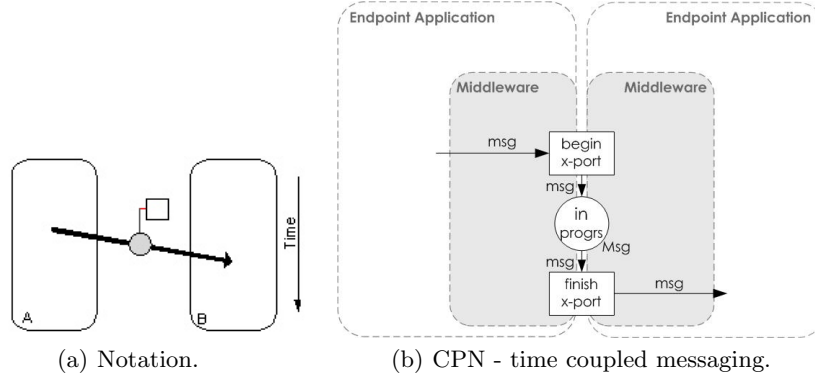 A
B
Time
(a) Notation.
Endpoint Application
Endpoint Application
Middleware
Middleware
msg
begin
x-port
msg
in
progrs
Msg
msg
finish
x-port
msg
(b) CPN - time coupled messaging.